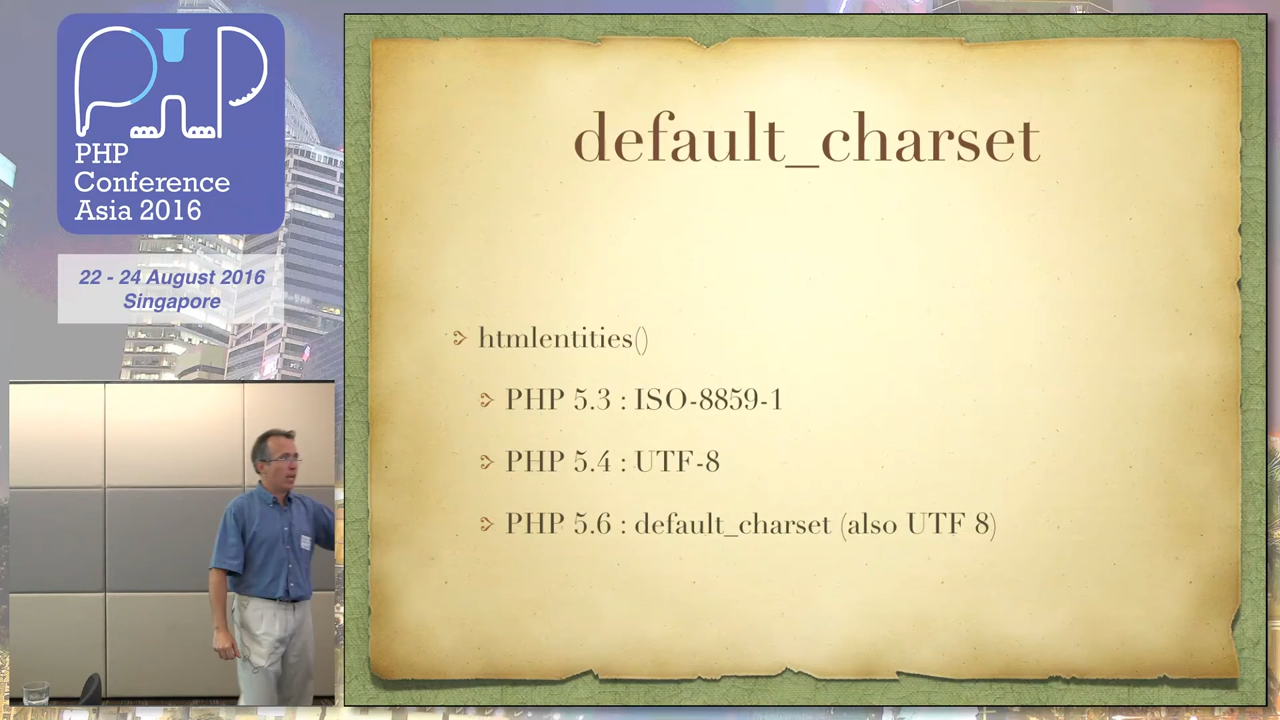 PHP
Conference
Asia 2016
22 - 24 August 2016
Singapore
default_charset
htmlentities()
PHP 5.3 : ISO-8859-1
PHP 5.4 : UTF-8
PHP 5.6 : default_charset (also UTF 8)